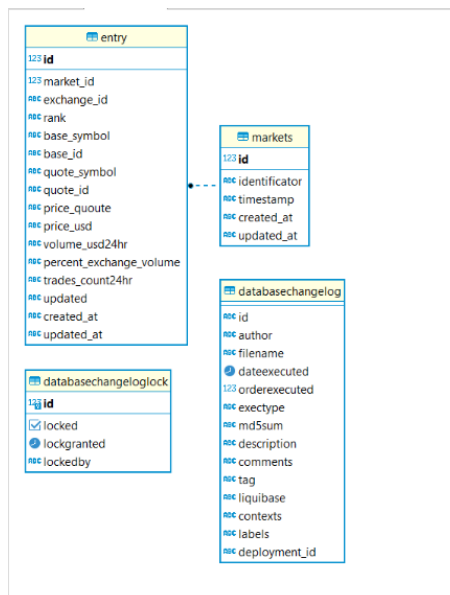 entry
123 id
123 market_id
ABC exchange_id
ABC rank
ABC base_symbol
ABC base_id
ABC quote_symbol
ABC quote_id
ABC price_quoute
ABC price_usd
ABC volume_usd24hr
ABC percent_exchange_volume
ABC trades_count24hr
ABC updated
ABC created_at
ABC updated_at
markets
123 id
ABC identificator
ABC timestamp
ABC created_at
ABC updated_at
databasechangelog
ABC id
ABC author
ABC filename
dateexecuted
123 orderexecuted
ABC exectype
ABC md5sum
ABC description
ABC comments
ABC tag
ABC liquibase
ABC contexts
ABC labels
ABC deployment_id
databasechangeloglock
123 id
locked
lockgranted
ABC lockedby